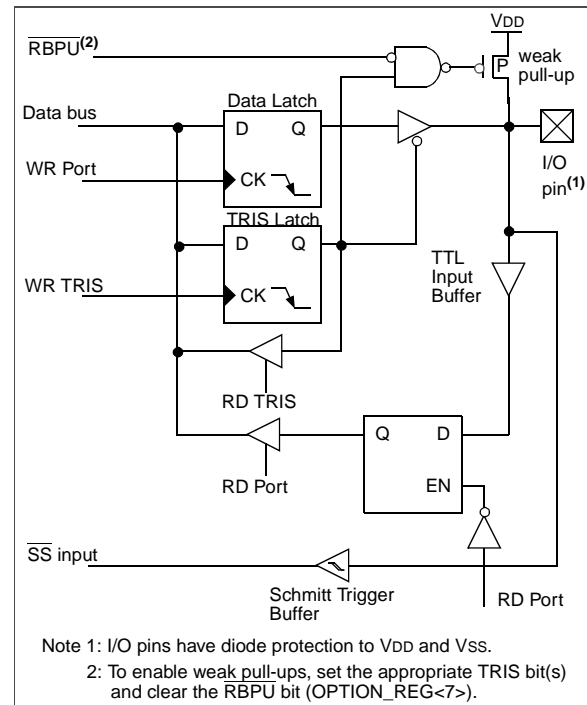 VDD
RBPU(2)
P
weak
pull-up
Data Latch
Data bus
D
Q
I/O
pin(1)
WR Port
CK
TRIS Latch
D
Q
TTL
Input
Buffer
WR TRIS
CK
RD TRIS
Q
D
RD Port
EN
SS input
Schmitt Trigger
Buffer
RD Port
Note 1: I/O pins have diode protection to VDD and VSS.
2: To enable weak pull-ups, set the appropriate TRIS bit(s)
and clear the RBPU bit (OPTION_REG<7>).